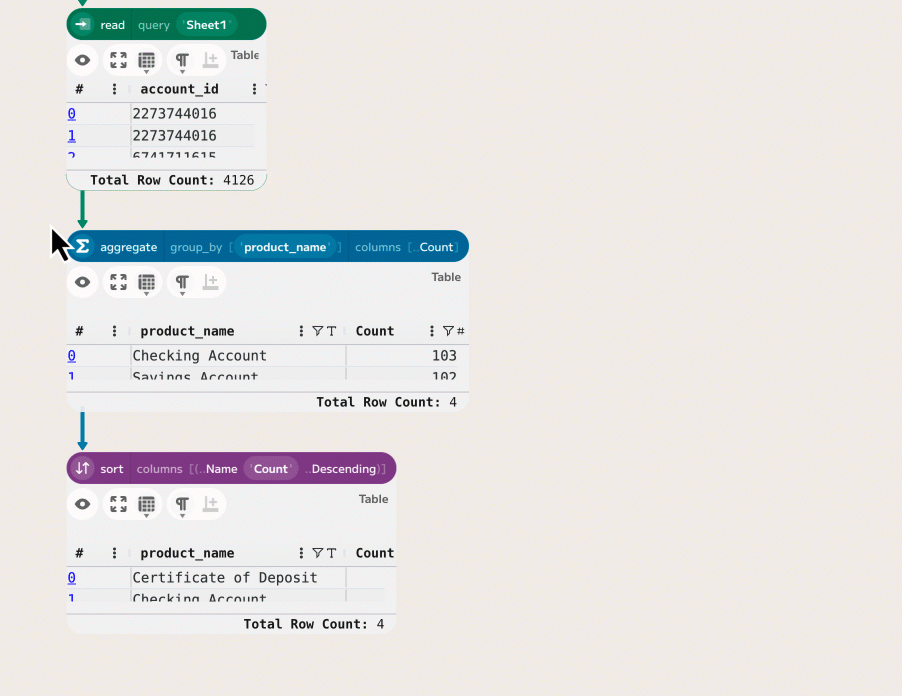 read query 'Sheet1'
Table
# account_id
0 2273744016
1 2273744016
2 6741711615
Total Row Count: 4126
aggregate group_by ['product_name'] columns [..Count]
Table
# product_name T Count #
0 Checking Account 103
1 Savings Account 102
Total Row Count: 4
sort columns [(..Name 'Count' ..Descending)]
Table
# product_name T Count
0 Certificate of Deposit
1 Checking Account
Total Row Count: 4